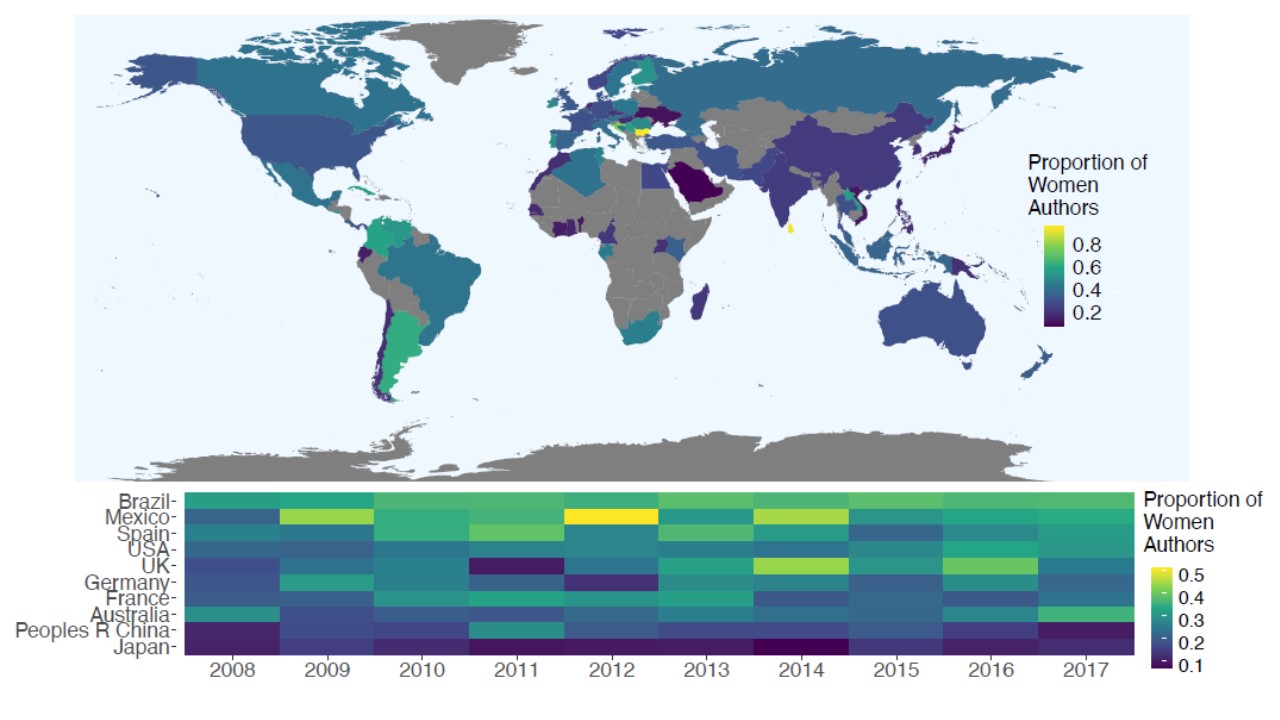 Proportion of
Women
Authors
0.8
0.6
0.4
0.2
Brazil-
Mexico-
Spain-
USA-
UK-
Germany-
France-
Australia-
Peoples R China-
Japan-
2008 2009 2010 2011 2012 2013 2014 2015 2016 2017
Proportion of
Women
Authors
0.5
0.4
0.3
0.2
0.1